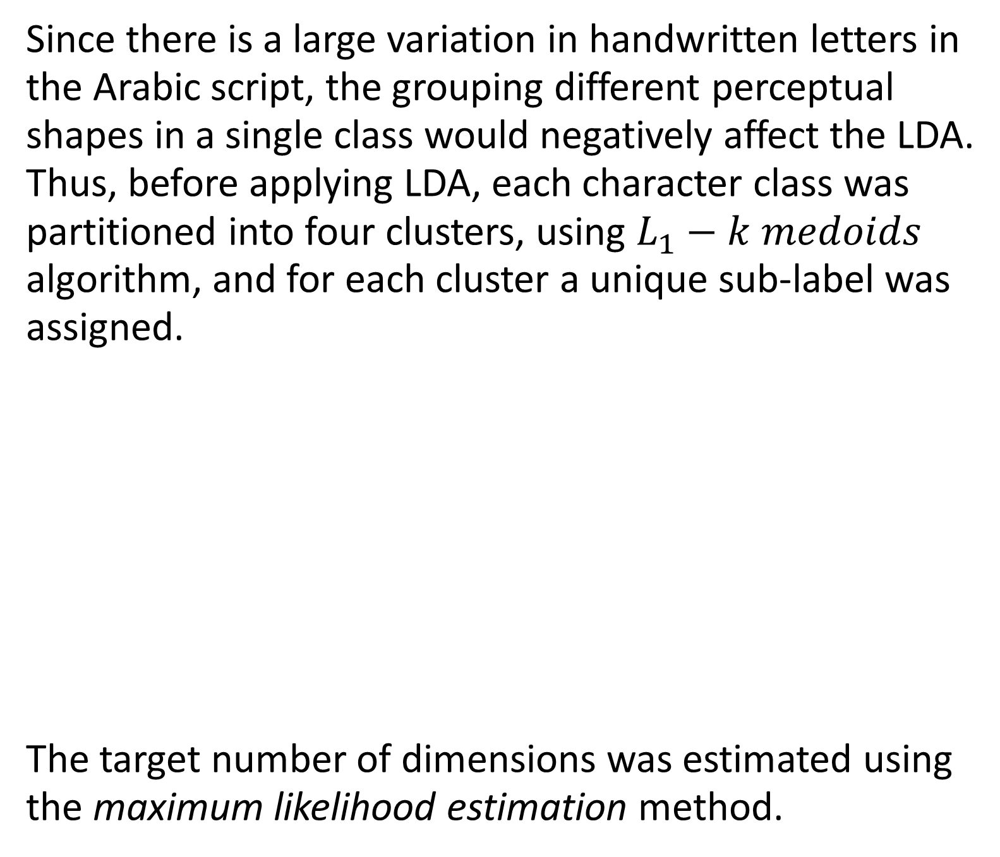 Since there is a large variation in handwritten letters in
the Arabic script, the grouping different perceptual
shapes in a single class would negatively affect the LDA.
Thus, before applying LDA, each character class was
partitioned into four clusters, using L₁ − k medoids
algorithm, and for each cluster a unique sub-label was
assigned.
The target number of dimensions was estimated using
the maximum likelihood estimation method.